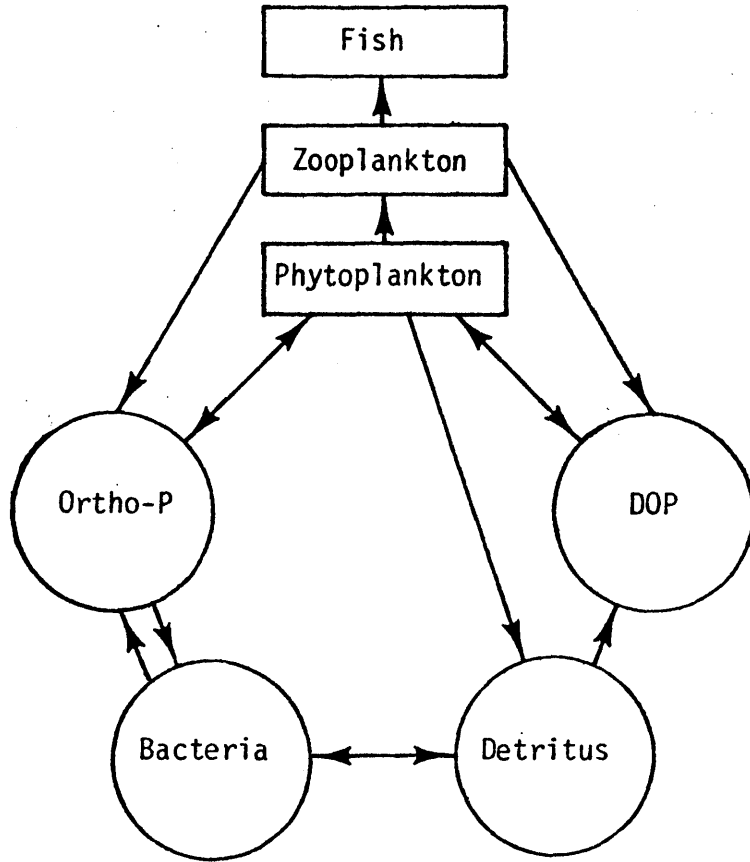 Fish
Zooplankton
Phytoplankton
Ortho-P
DOP
Bacteria
Detritus